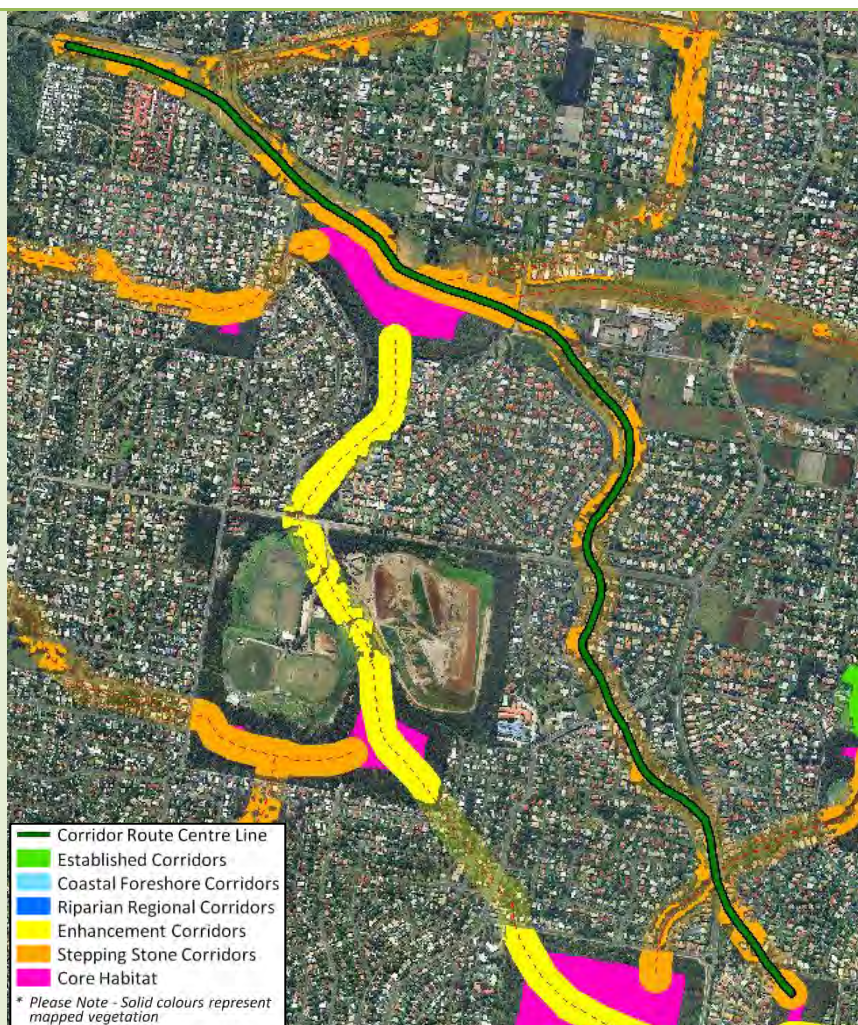 Corridor Route Centre Line
Established Corridors
Coastal Foreshore Corridors
Riparian Regional Corridors
Enhancement Corridors
Stepping Stone Corridors
Core Habitat
* Please Note - Solid colours represent
mapped vegetation